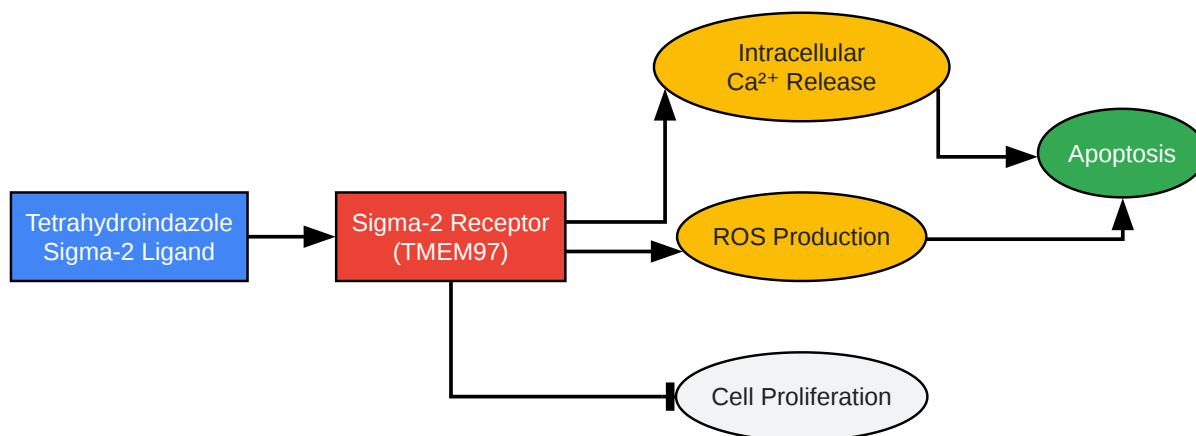 Intracellular
Ca²⁺ Release
Apoptosis
Tetrahydroindazole
Sigma-2 Ligand
Sigma-2 Receptor
(TMEM97)
ROS Production
Cell Proliferation